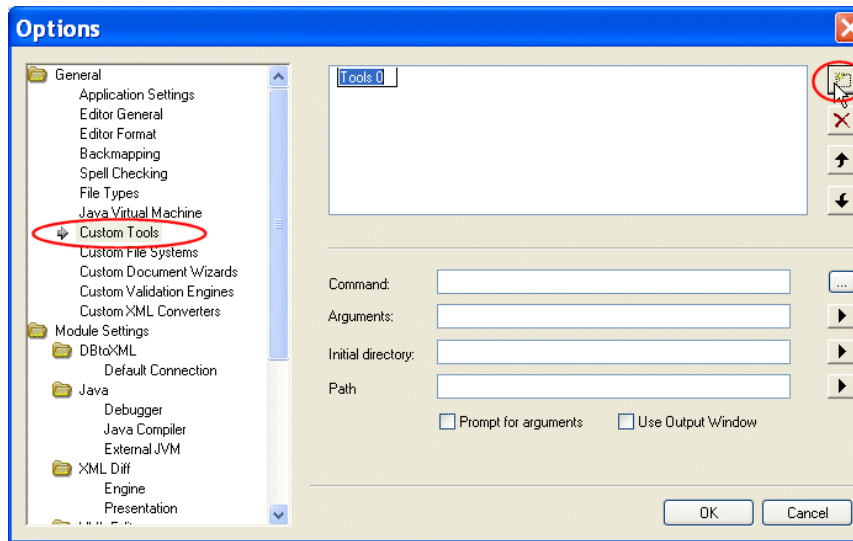 Options
General
Application Settings
Editor General
Editor Format
Backmapping
Spell Checking
File Types
Java Virtual Machine
Custom Tools
Custom File Systems
Custom Document Wizards
Custom Validation Engines
Custom XML Converters
Module Settings
DBtoXML
Default Connection
Java
Debugger
Java Compiler
External JVM
XML Diff
Engine
Presentation
Tools 0
Command:
...
Arguments:
Initial directory:
Path
Prompt for arguments
Use Output Window
OK
Cancel